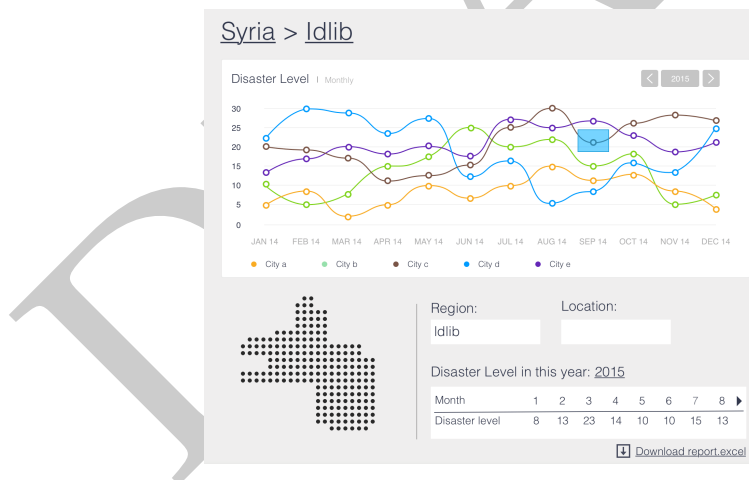 Syria > Idlib
Disaster Level | Monthly
2015
30
25
20
15
10
5
0
JAN 14 FEB 14 MAR 14 APR 14 MAY 14 JUN 14 JUL 14 AUG 14 SEP 14 OCT 14 NOV 14 DEC 14
City a City b City c City d City e
Region: Location:
Idlib
Disaster Level in this year: 2015
Month 1 2 3 4 5 6 7 8
Disaster level 8 13 23 14 10 10 15 13
Download report.excel